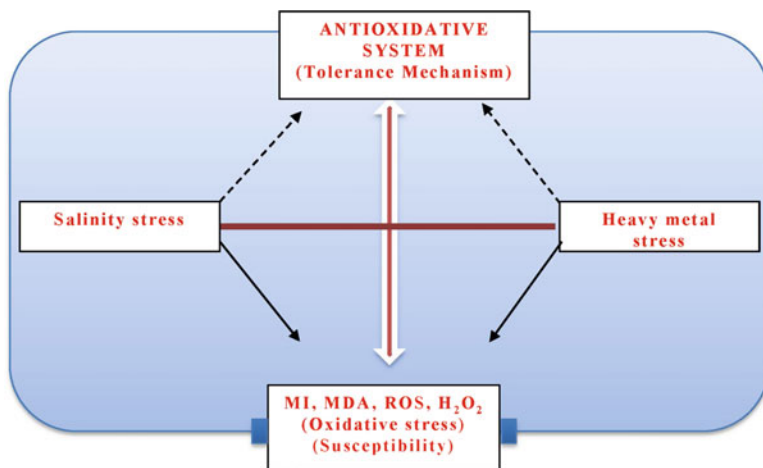 ANTIOXIDATIVE
SYSTEM
(Tolerance Mechanism)
Salinity stress
Heavy metal
stress
MI, MDA, ROS, H₂O₂
(Oxidative stress)
(Susceptibility)